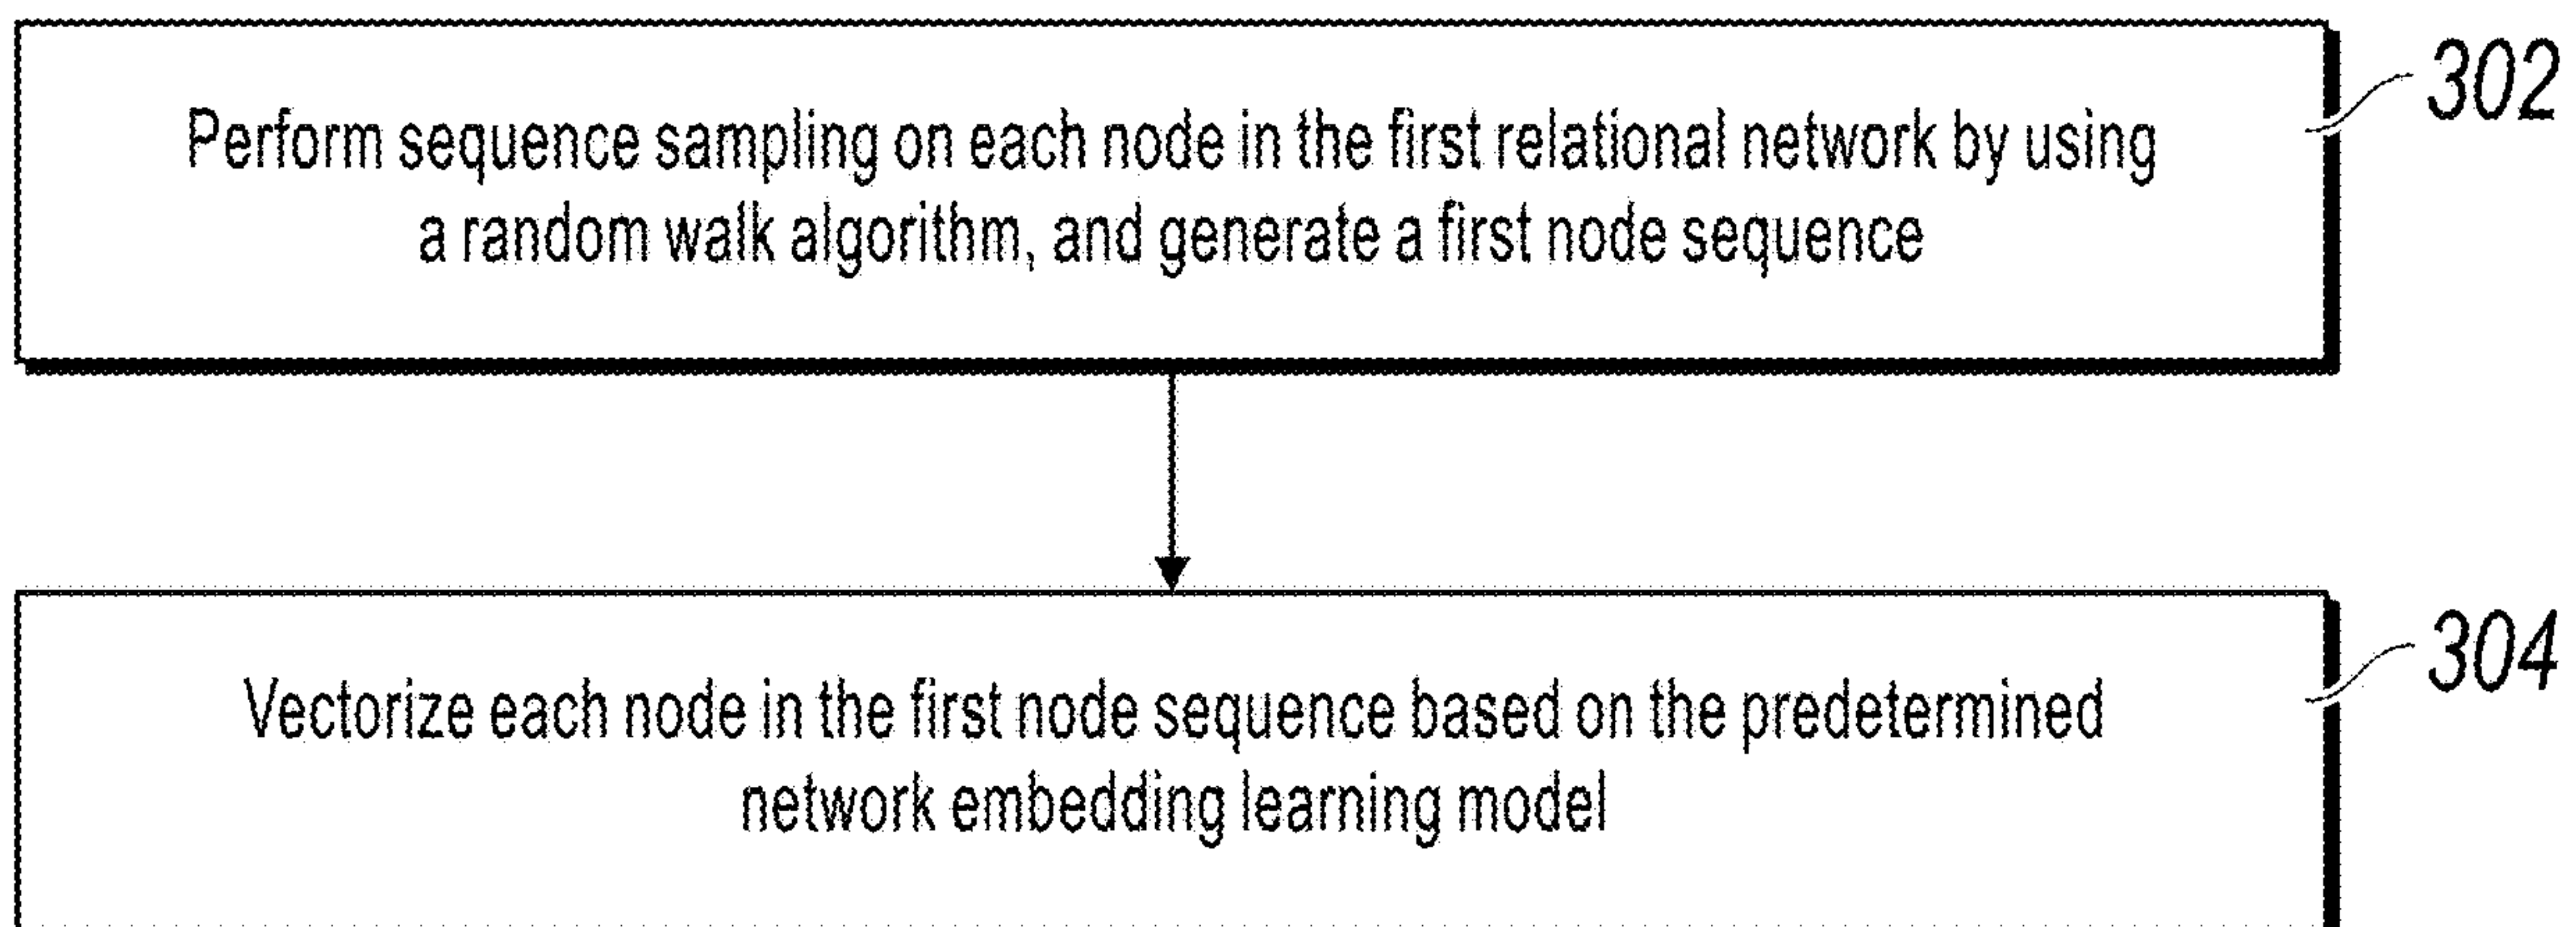 302
Perform sequence sampling on each node in the first relational network by using
a random walk algorithm, and generate a first node sequence
304
Vectorize each node in the first node sequence based on the predetermined
network embedding learning model